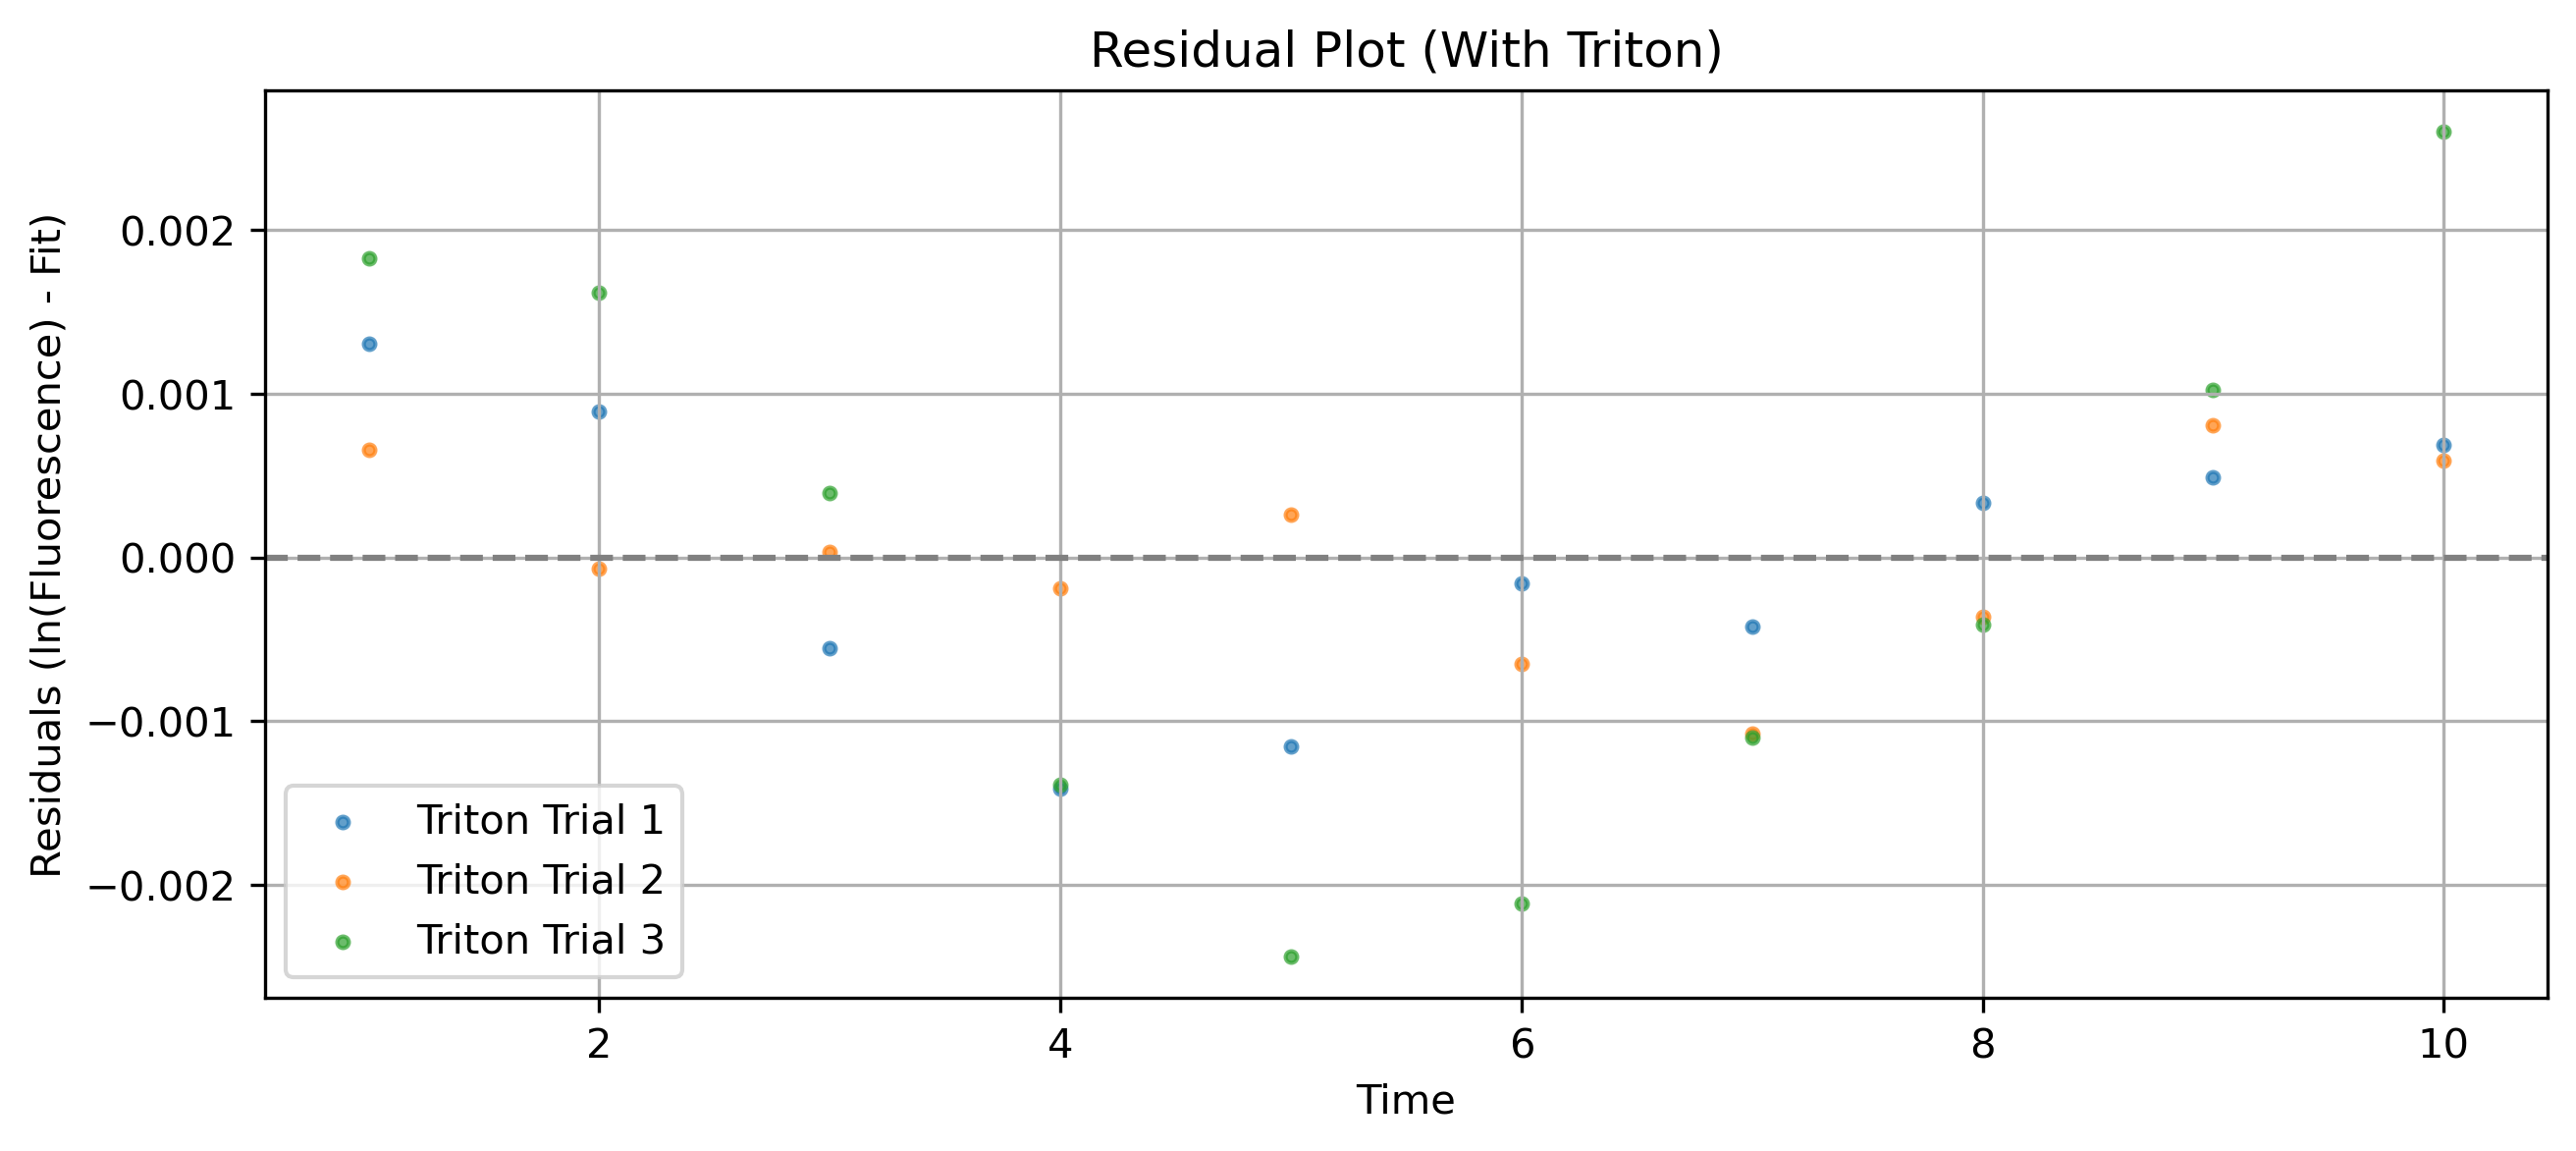 Residual Plot (With Triton)
Residuals (ln(Fluorescence) - Fit)
0.002
0.001
0.000
−0.001
−0.002
Triton Trial 1
Triton Trial 2
Triton Trial 3
2 4 6 8 10
Time